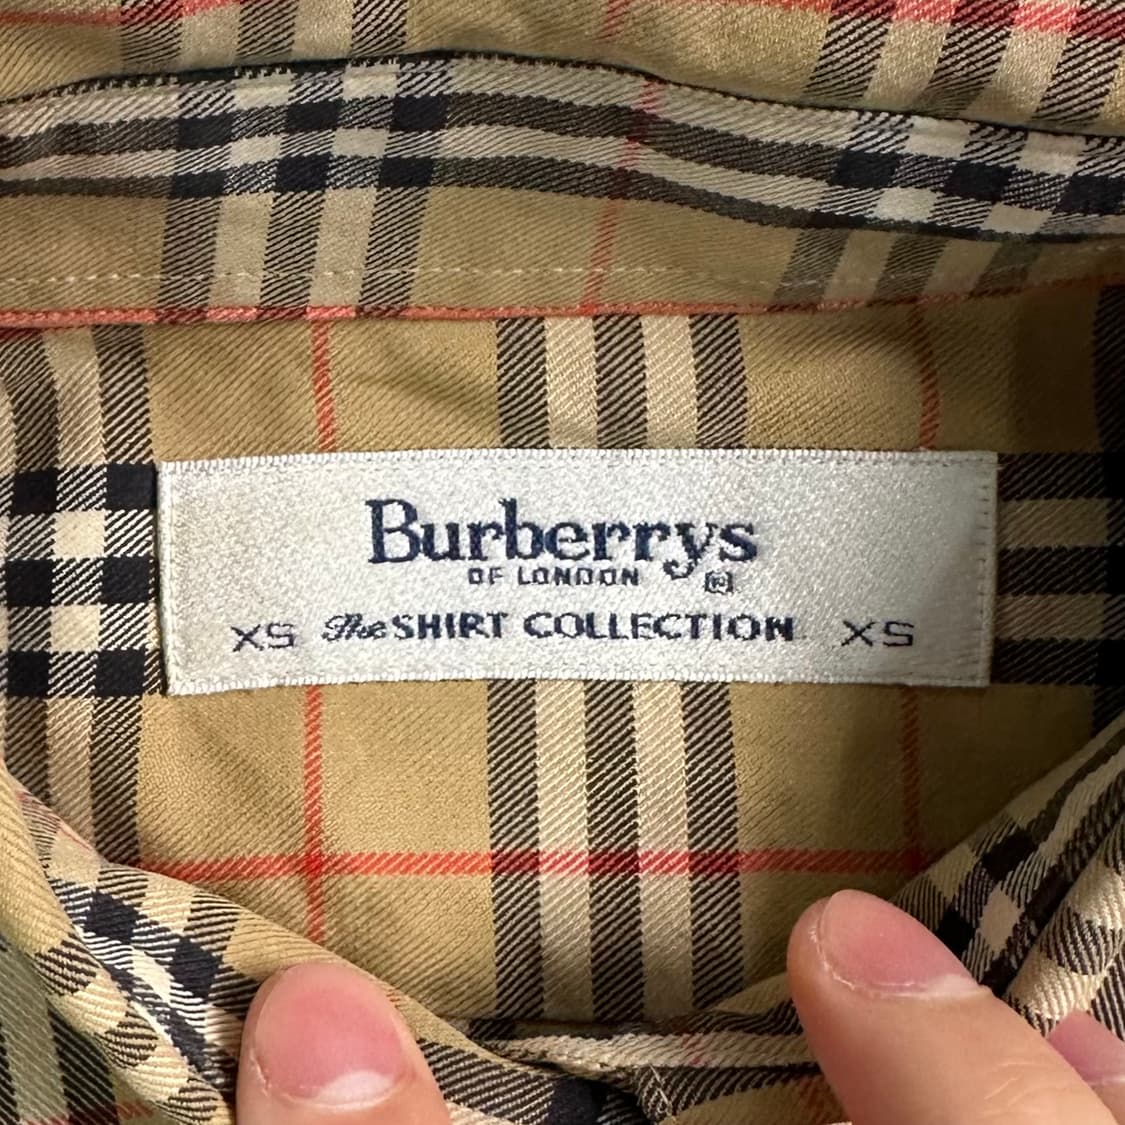 Burberrys
OF LONDON ®
XS The SHIRT COLLECTION XS